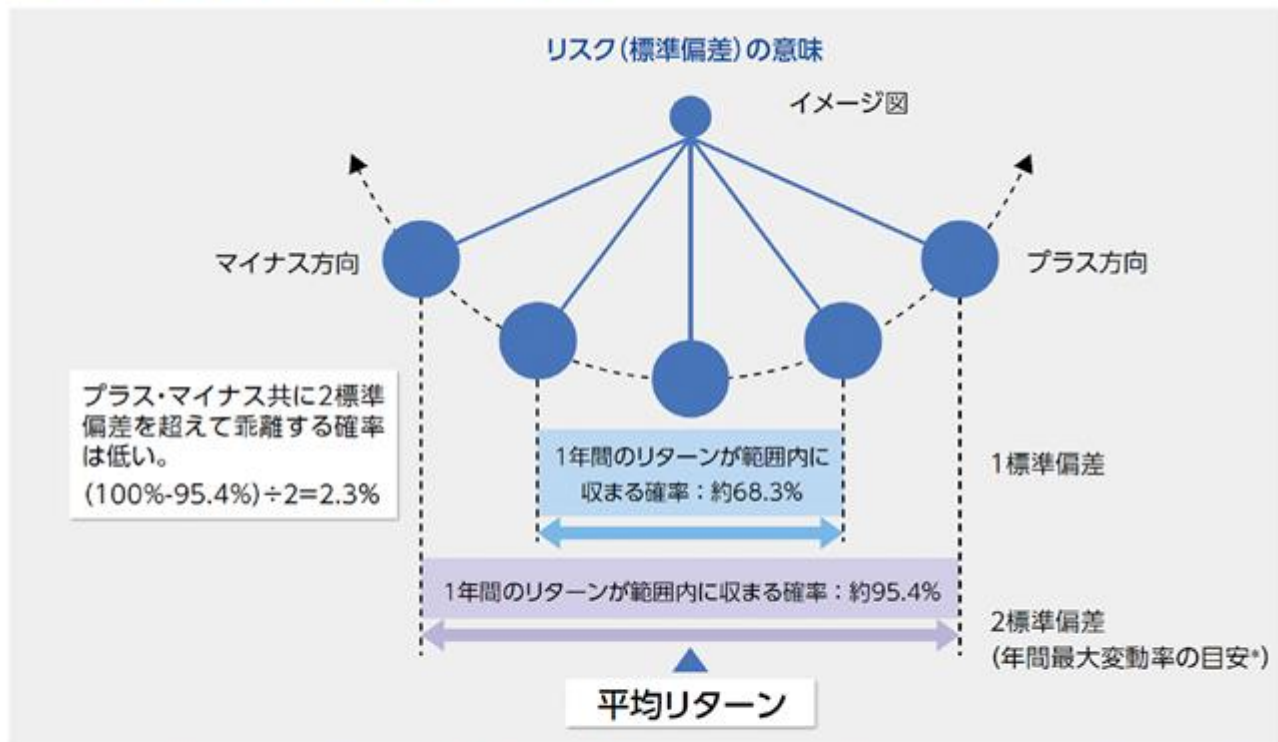 リスク(標準偏差)の意味
イメージ図
マイナス方向
プラス方向
プラス・マイナス共に2標準
偏差を超えて乖離する確率
は低い。
(100%-95.4%)÷2=2.3%
1年間のリターンが範囲内に
収まる確率：約68.3%
1標準偏差
1年間のリターンが範囲内に収まる確率：約95.4%
2標準偏差
(年間最大変動率の目安*)
平均リターン